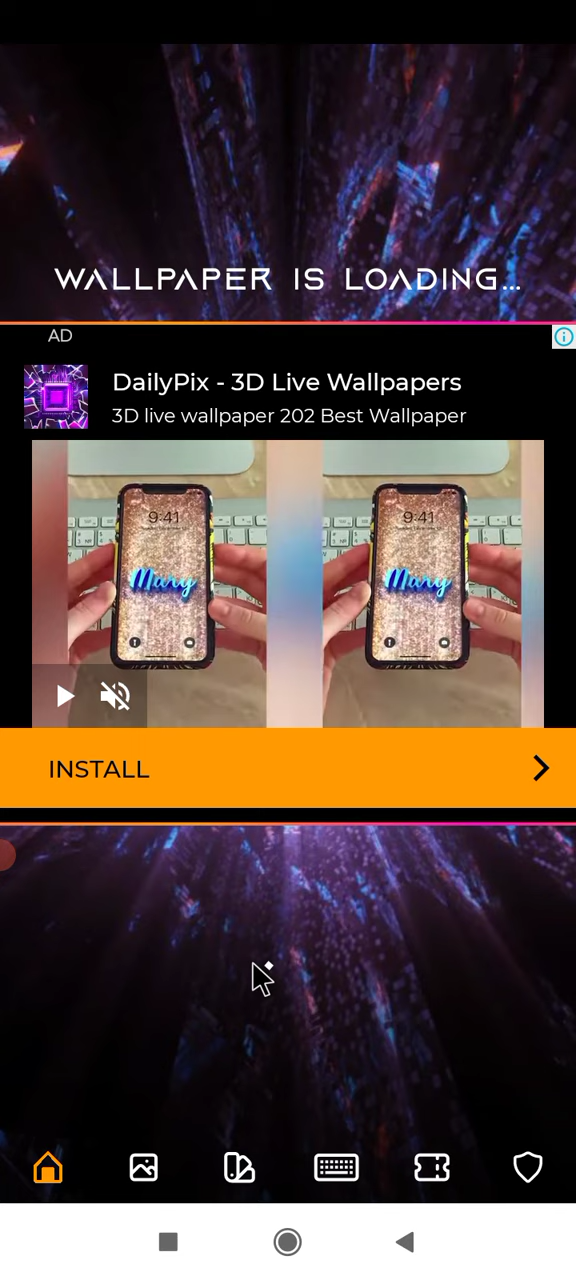 WALLPAPER IS LOADING...
AD
DailyPix - 3D Live Wallpapers
3D live wallpaper 202 Best Wallpaper
9:41
9:41
Mary
Mary
INSTALL